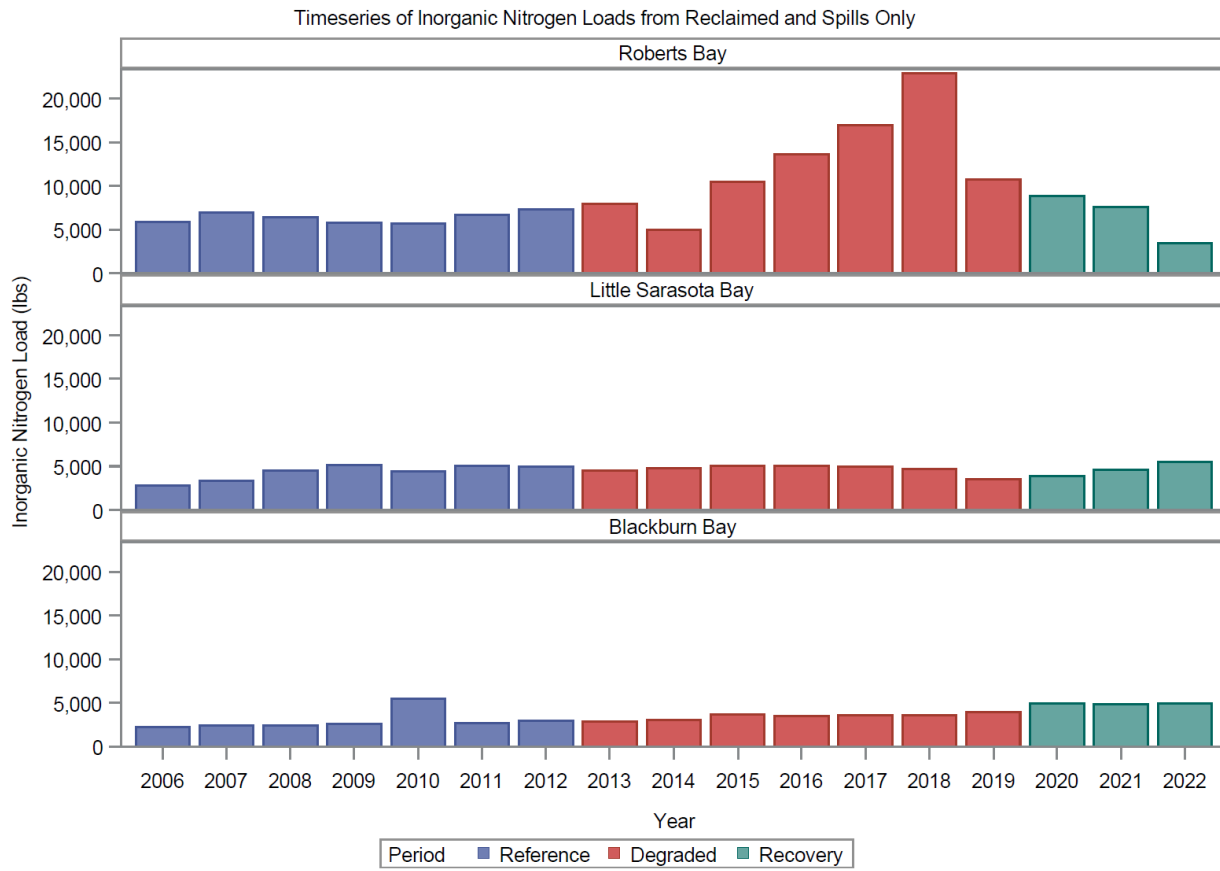 Timeseries of Inorganic Nitrogen Loads from Reclaimed and Spills Only
Roberts Bay
20,000
15,000
10,000
5,000
0
Little Sarasota Bay
20,000
15,000
10,000
5,000
0
Blackburn Bay
20,000
15,000
10,000
5,000
0
Inorganic Nitrogen Load (lbs)
2006 2007 2008 2009 2010 2011 2012 2013 2014 2015 2016 2017 2018 2019 2020 2021 2022
Year
Period Reference Degraded Recovery